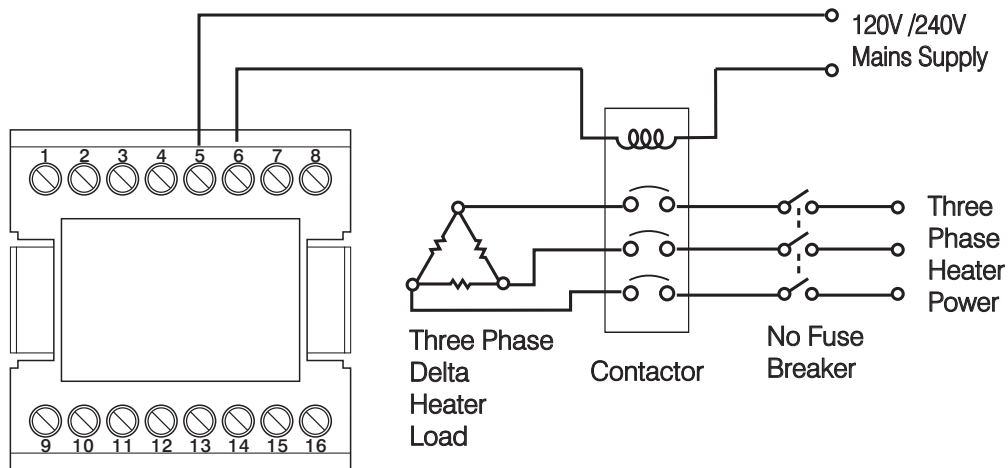 120V /240V
Mains Supply
1 2 3 4 5 6 7 8
Three
Phase
Heater
Power
Three Phase
Delta
Heater
Load
Contactor
No Fuse
Breaker
9 10 11 12 13 14 15 16